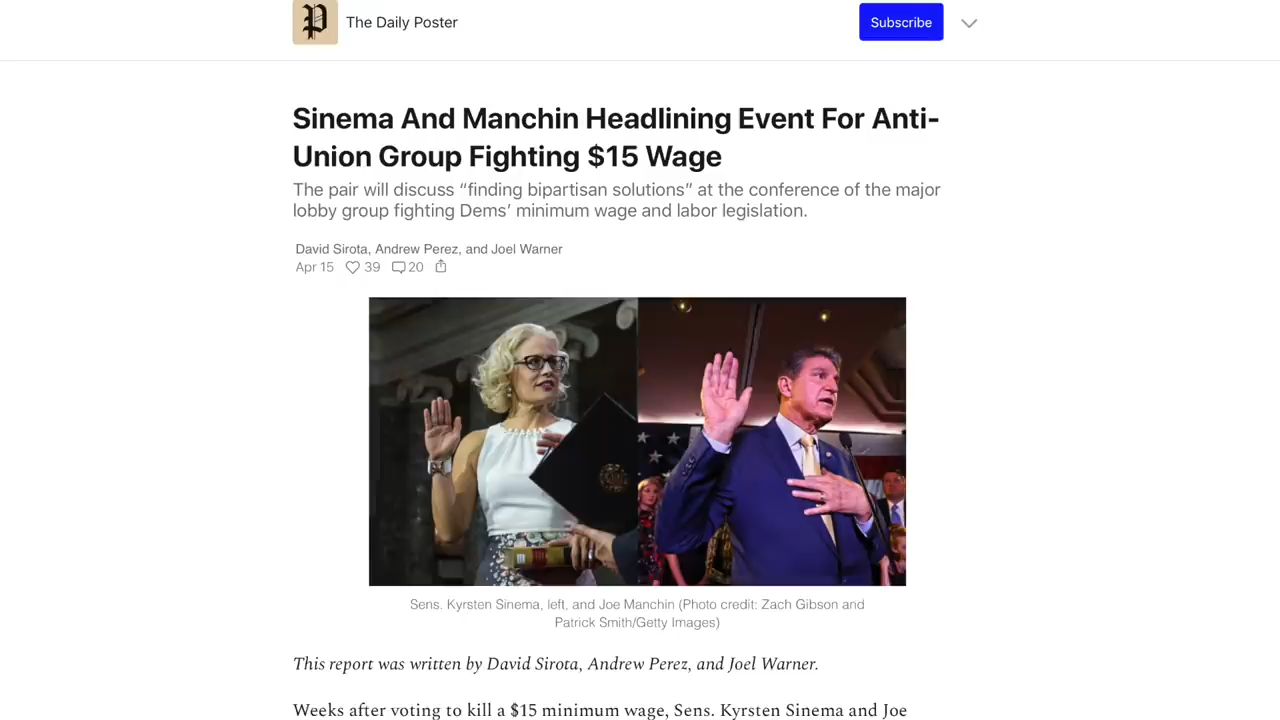 The Daily Poster
Subscribe
Sinema And Manchin Headlining Event For Anti-
Union Group Fighting $15 Wage
The pair will discuss “finding bipartisan solutions” at the conference of the major
lobby group fighting Dems’ minimum wage and labor legislation.
David Sirota, Andrew Perez, and Joel Warner
Apr 15 39 20
Sens. Kyrsten Sinema, left, and Joe Manchin (Photo credit: Zach Gibson and
Patrick Smith/Getty Images)
This report was written by David Sirota, Andrew Perez, and Joel Warner.
Weeks after voting to kill a $15 minimum wage, Sens. Kyrsten Sinema and Joe